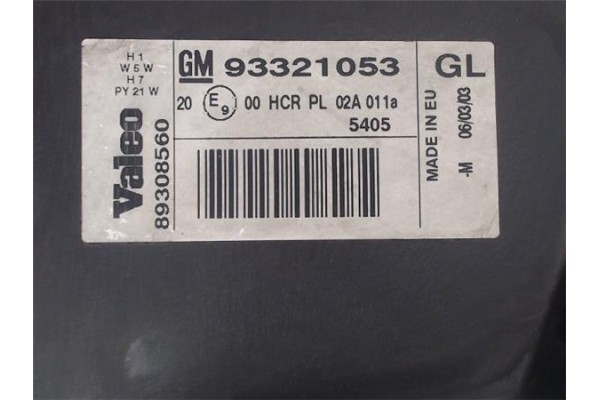 H 1
W 5 W
H 7
PY 21 W
GM 93321053
20 E9 00 HCR PL 02A 011a
5405
Valeo
89308560
GL
MADE IN EU
-M 06/03/03